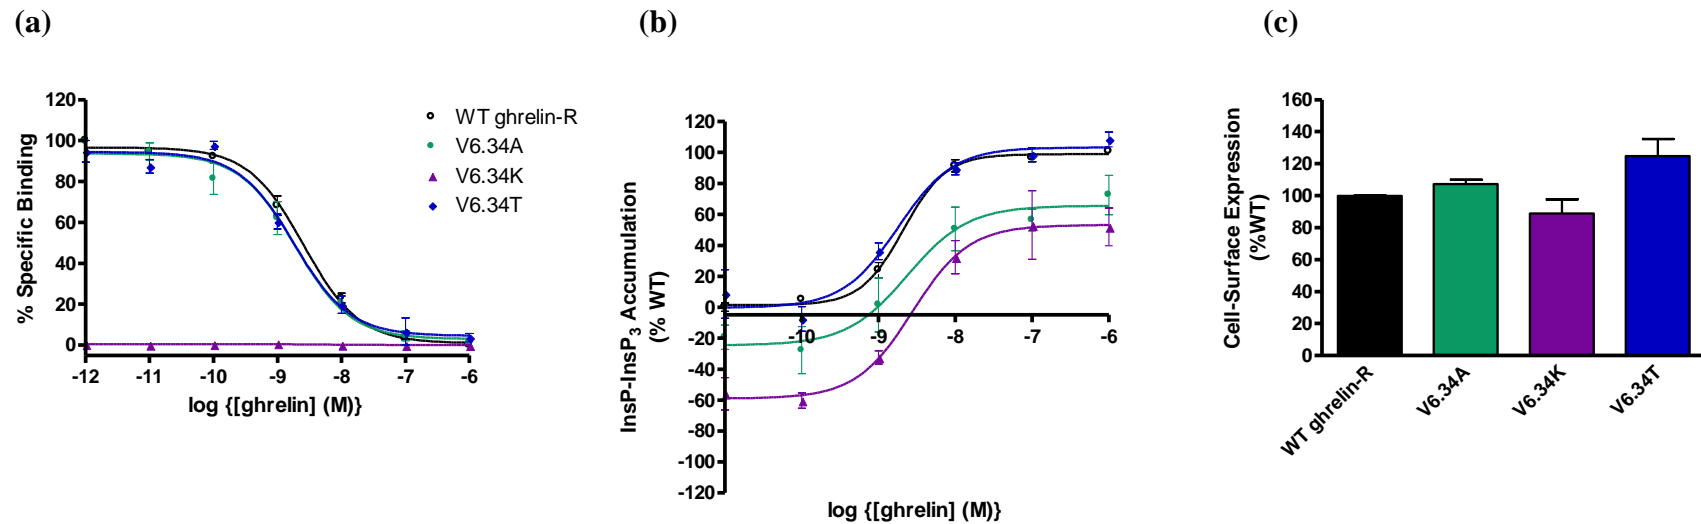 (a)
120
100
80
60
40
20
0
-12 -11 -10 -9 -8 -7 -6
% Specific Binding
log {[ghrelin] (M)}
WT ghrelin-R
V6.34A
V6.34K
V6.34T
(b)
120
100
80
60
40
20
0
-20
-40
-60
-80
-100
-120
-10 -9 -8 -7 -6
InsP-InsP3 Accumulation
(% WT)
log {[ghrelin] (M)}
(c)
160
140
120
100
80
60
40
20
0
Cell-Surface Expression
(%WT)
WT ghrelin-R
V6.34A
V6.34K
V6.34T